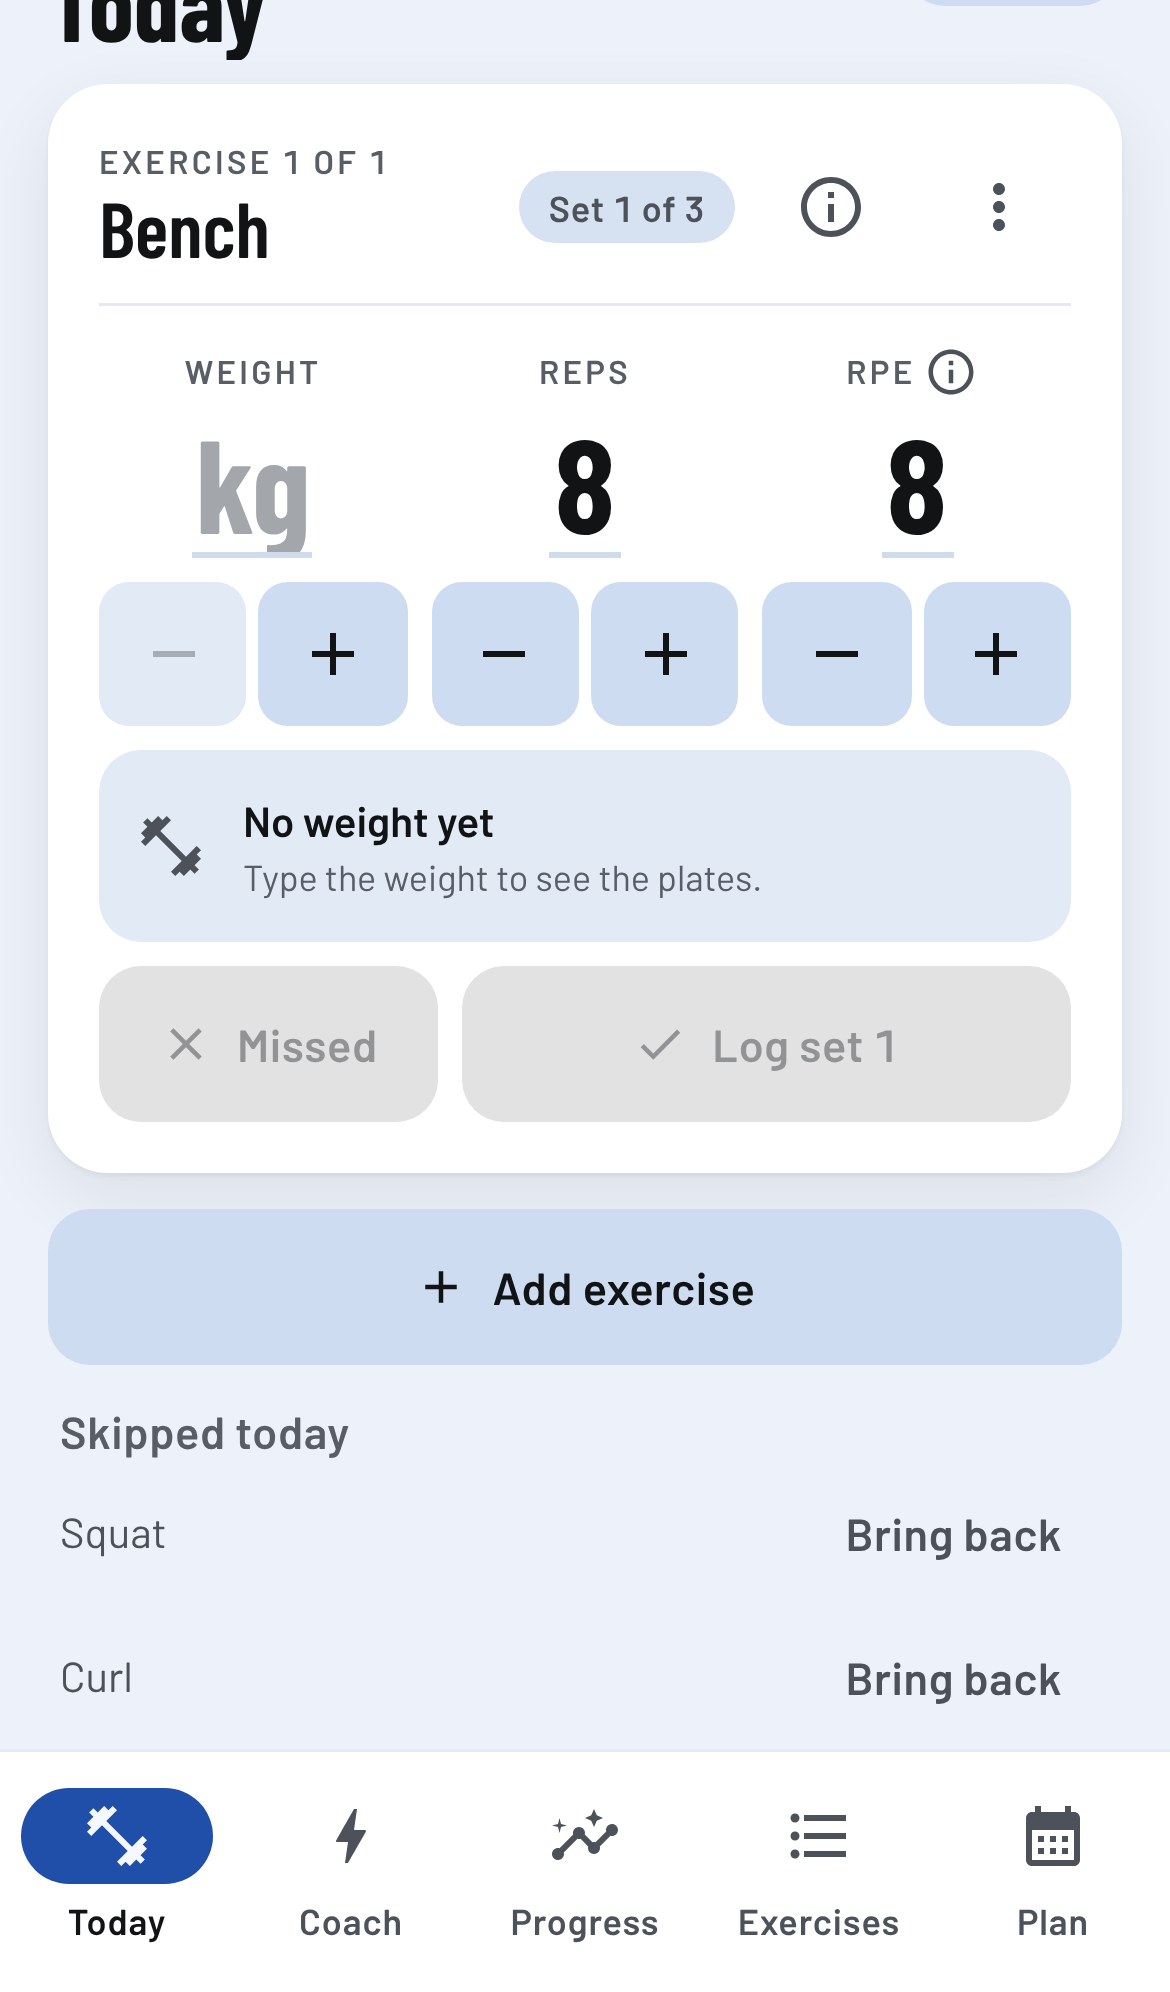 Today
EXERCISE 1 OF 1
Bench
Set 1 of 3
WEIGHT
REPS
RPE
kg
8
8
No weight yet
Type the weight to see the plates.
Missed
Log set 1
Add exercise
Skipped today
Squat
Bring back
Curl
Bring back
Today
Coach
Progress
Exercises
Plan